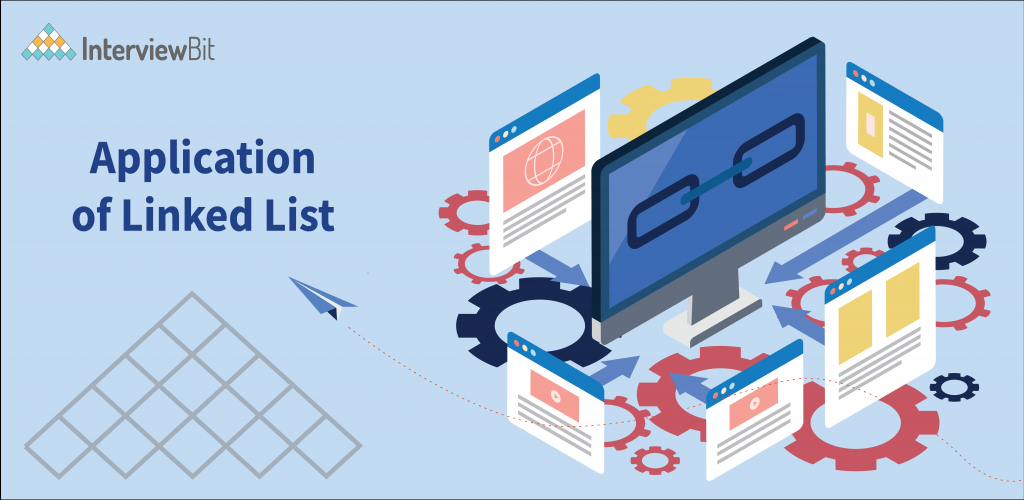 InterviewBit
Application
of Linked List